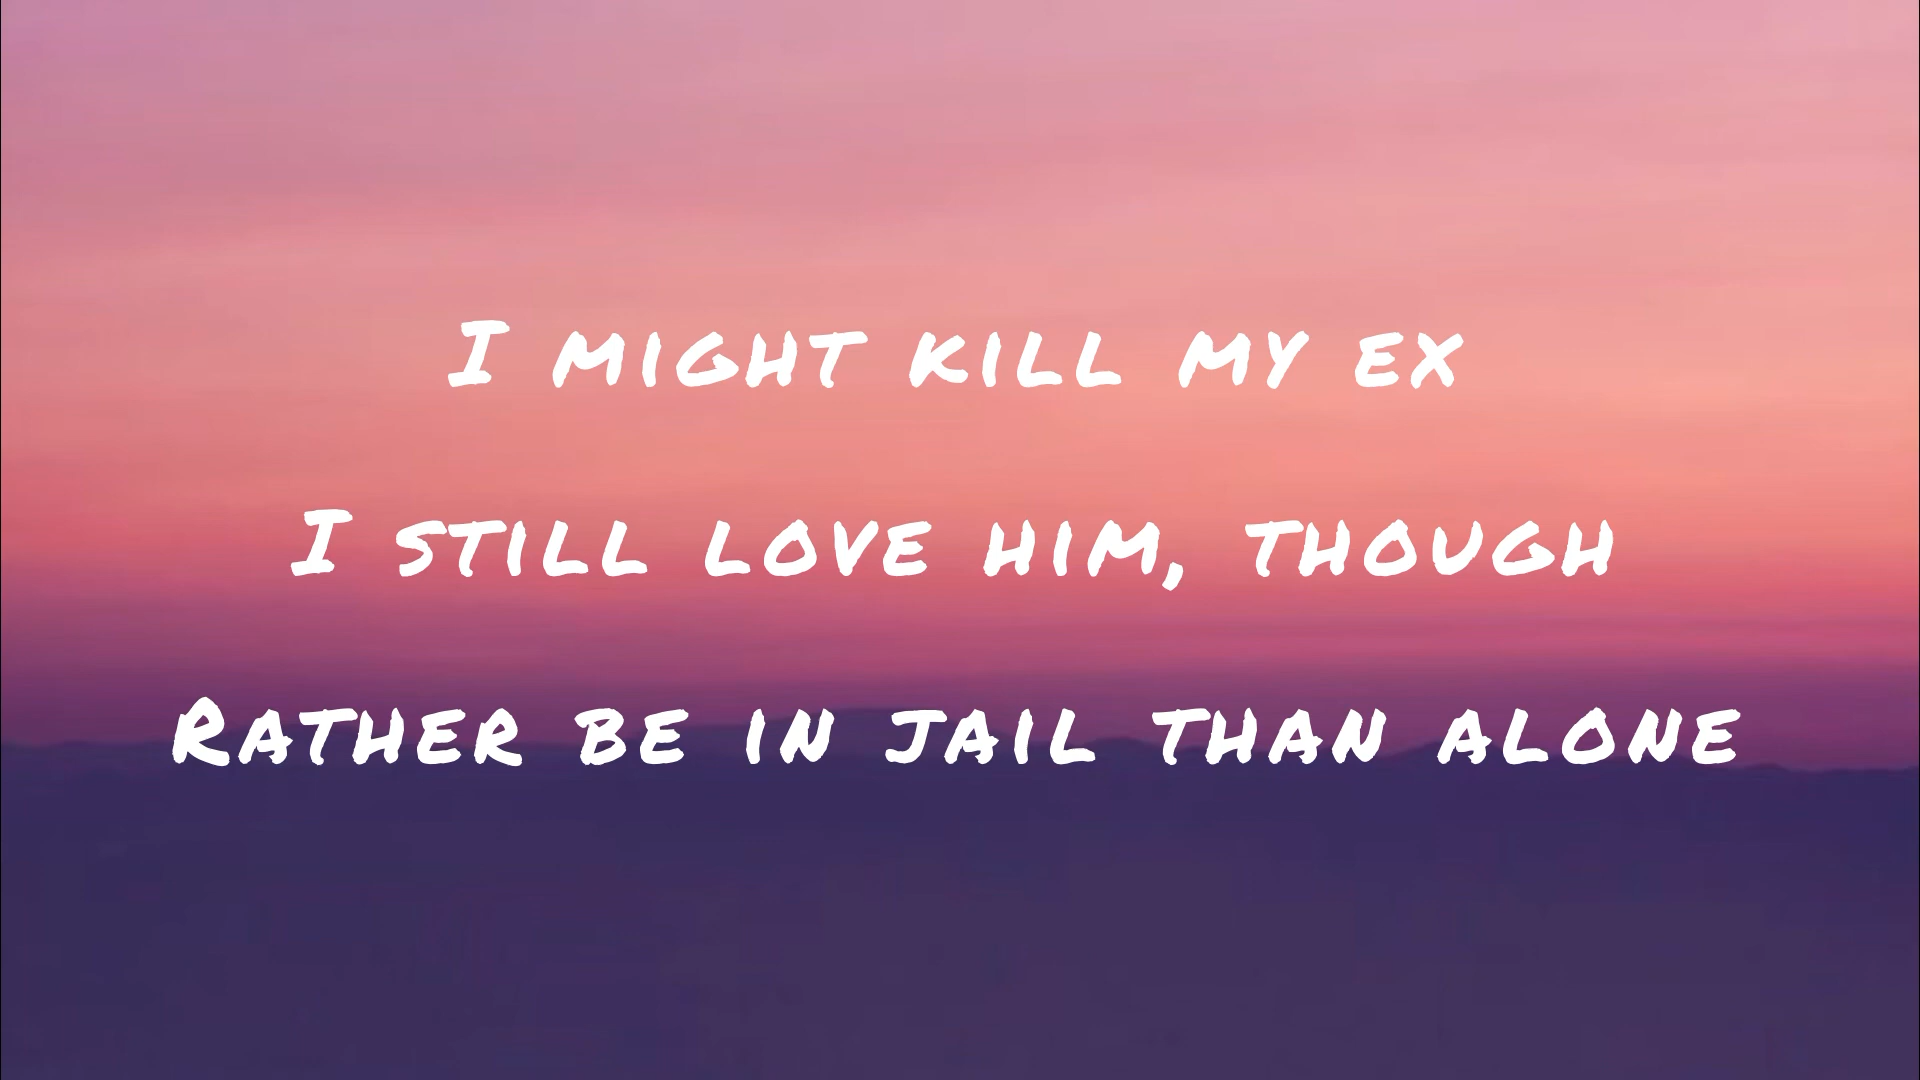 I might kill my ex
I still love him, though
Rather be in jail than alone